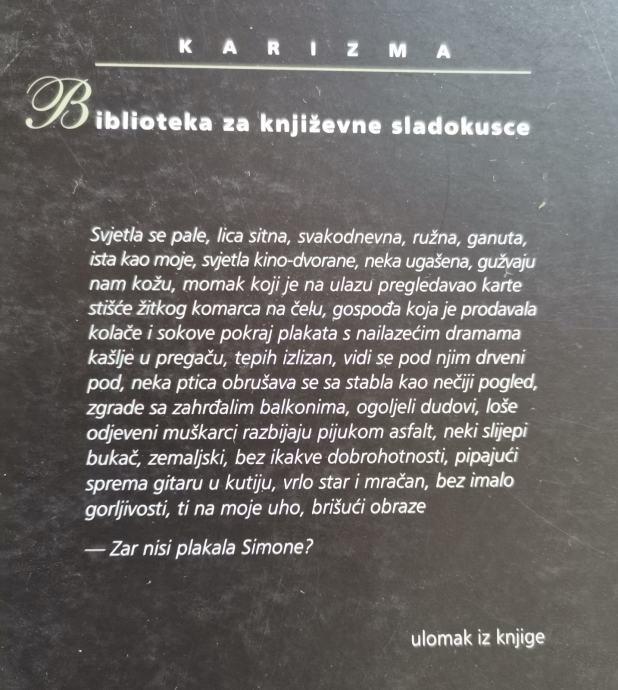 KARIZMA
Biblioteka za književne sladokusce
Svjetla se pale, lica sitna, svakodnevna, ružna, ganuta,
ista kao moje, svjetla kino-dvorane, neka ugašena, gužvaju
nam kožu, momak koji je na ulazu pregledavao karte
stišće žitkog komarca na čelu, gospođa koja je prodavala
kolače i sokove pokraj plakata s nailazećim dramama
kašlje u pregaču, tepih izlizan, vidi se pod njim drveni
pod, neka ptica obrušava se sa stabla kao nečiji pogled,
zgrade sa zahrđalim balkonima, ogoljeli dudovi, loše
odjeveni muškarci razbijaju pijukom asfalt, neki slijepi
bukač, zemaljski, bez ikakve dobrohotnosti, pipajući
sprema gitaru u kutiju, vrlo star i mračan, bez imalo
gorljivosti, ti na moje uho, brišući obraze
— Zar nisi plakala Simone?
ulomak iz knjige